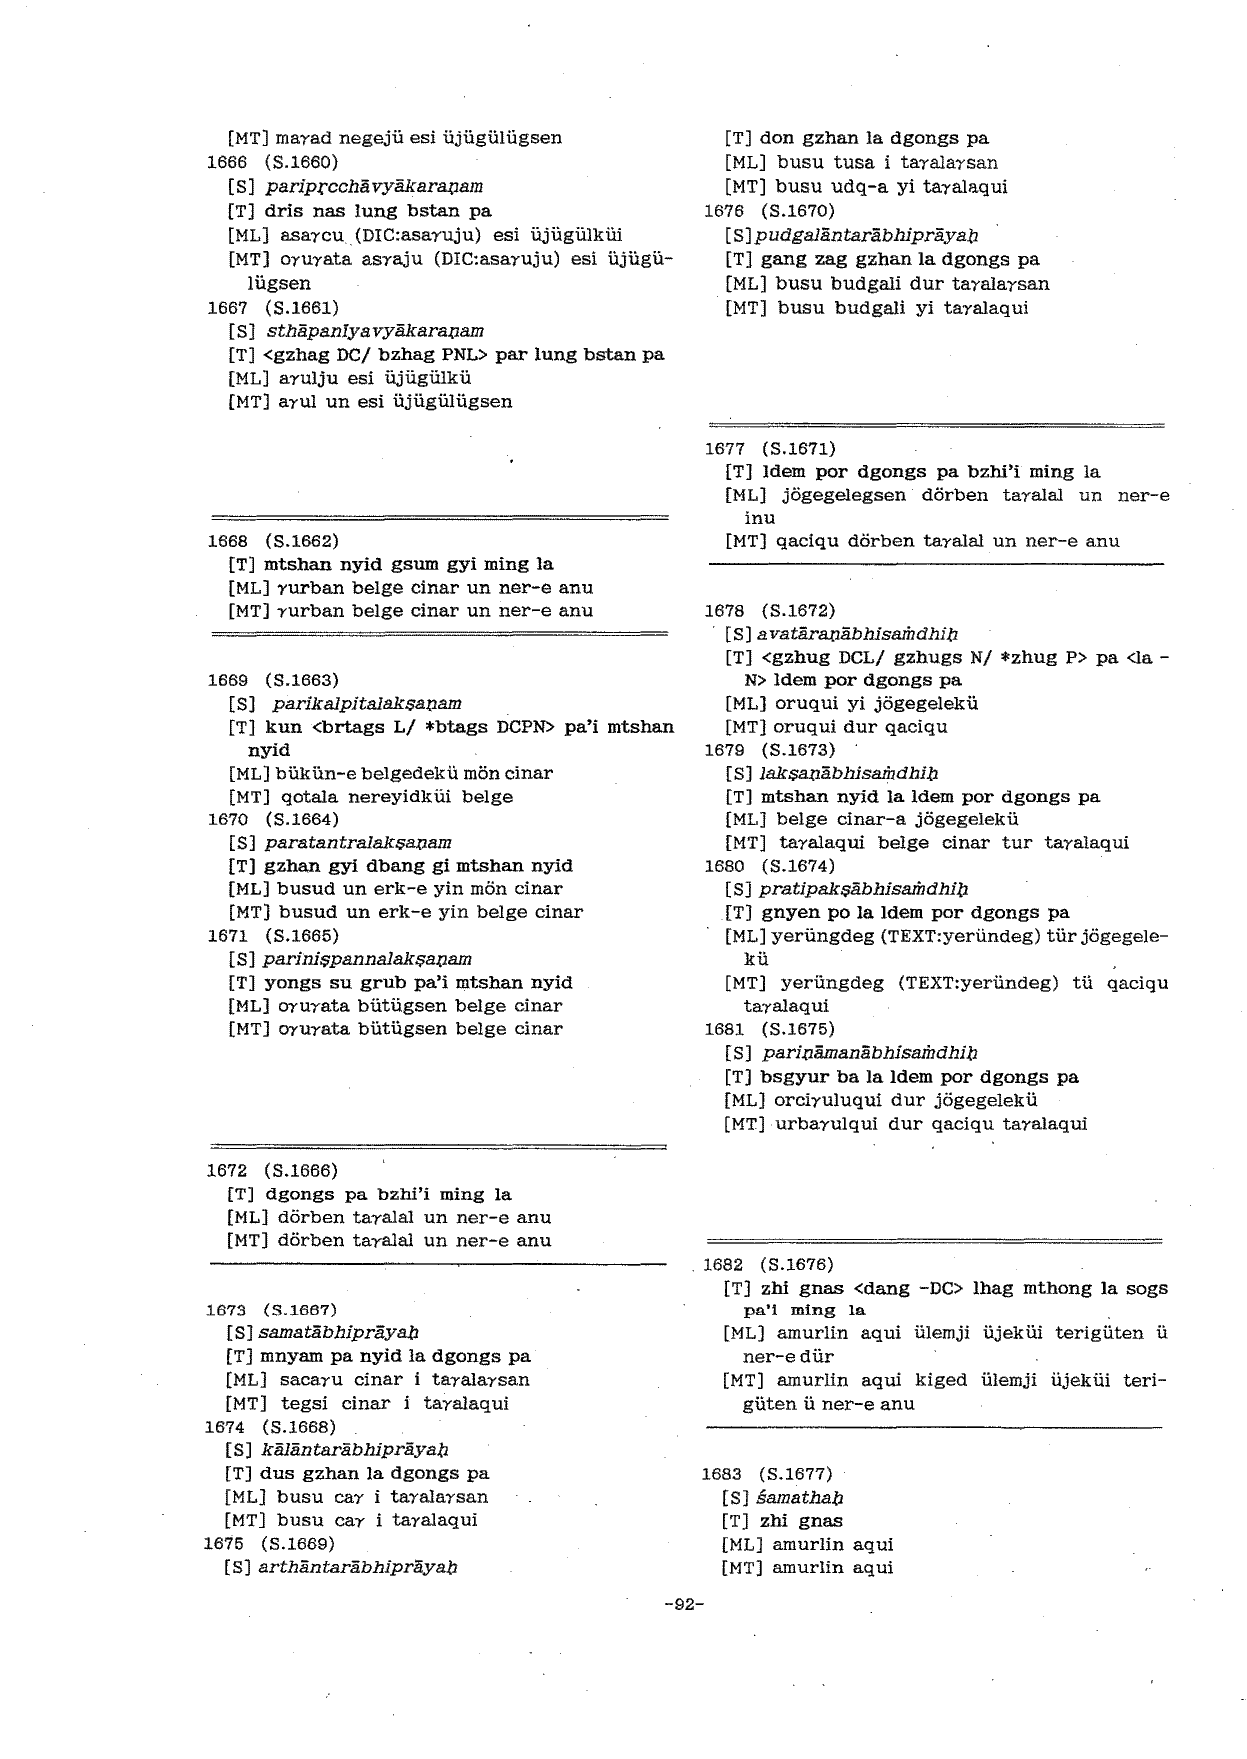 [MT] maγad negejü esi üjügülügsen
1666 (S.1660)
[S] paripṛcchāvyākaraṇam
[T] dris nas lung bstan pa
[ML] asaγcu (DIC:asaγuju) esi üjügülküi
[MT] oγuγata asγaju (DIC:asaγuju) esi üjügü-
lügsen
1667 (S.1661)
[S] sthāpanīyavyākaraṇam
[T] <gzhag DC/ bzhag PNL> par lung bstan pa
[ML] aγulju esi üjügülkü
[MT] aγul un esi üjügülügsen
1668 (S.1662)
[T] mtshan nyid gsum gyi ming la
[ML] γurban belge cinar un ner-e anu
[MT] γurban belge cinar un ner-e anu
1669 (S.1663)
[S] parikalpitalakṣaṇam
[T] kun <brtags L/ *btags DCPN> pa'i mtshan
nyid
[ML] bükün-e belgedekü mön cinar
[MT] qotala nereyidküi belge
1670 (S.1664)
[S] paratantralakṣaṇam
[T] gzhan gyi dbang gi mtshan nyid
[ML] busud un erk-e yin mön cinar
[MT] busud un erk-e yin belge cinar
1671 (S.1665)
[S] pariniṣpannalakṣaṇam
[T] yongs su grub pa'i mtshan nyid
[ML] oγuγata bütügsen belge cinar
[MT] oγuγata bütügsen belge cinar
1672 (S.1666)
[T] dgongs pa bzhi'i ming la
[ML] dörben taγalal un ner-e anu
[MT] dörben taγalal un ner-e anu
1673 (S.1667)
[S] samatābhiprāyaḥ
[T] mnyam pa nyid la dgongs pa
[ML] sacaγu cinar i taγalaγsan
[MT] tegsi cinar i taγalaqui
1674 (S.1668)
[S] kālāntarābhiprāyaḥ
[T] dus gzhan la dgongs pa
[ML] busu caγ i taγalaγsan
[MT] busu caγ i taγalaqui
1675 (S.1669)
[S] arthāntarābhiprāyaḥ
[T] don gzhan la dgongs pa
[ML] busu tusa i taγalaγsan
[MT] busu udq-a yi taγalaqui
1676 (S.1670)
[S] pudgalāntarābhiprāyaḥ
[T] gang zag gzhan la dgongs pa
[ML] busu budgali dur taγalaγsan
[MT] busu budgali yi taγalaqui
1677 (S.1671)
[T] ldem por dgongs pa bzhi'i ming la
[ML] jögegelegsen dörben taγalal un ner-e
inu
[MT] qaciqu dörben taγalal un ner-e anu
1678 (S.1672)
[S] avatāraṇābhisaṁdhiḥ
[T] <gzhug DCL/ gzhugs N/ *zhug P> pa <la -
N> ldem por dgongs pa
[ML] oruqui yi jögegelekü
[MT] oruqui dur qaciqu
1679 (S.1673)
[S] lakṣaṇābhisaṁdhiḥ
[T] mtshan nyid la ldem por dgongs pa
[ML] belge cinar-a jögegelekü
[MT] taγalaqui belge cinar tur taγalaqui
1680 (S.1674)
[S] pratipakṣābhisaṁdhiḥ
[T] gnyen po la ldem por dgongs pa
[ML] yerüngdeg (TEXT:yeründeg) tür jögegele-
kü
[MT] yerüngdeg (TEXT:yeründeg) tü qaciqu
taγalaqui
1681 (S.1675)
[S] pariṇāmanābhisaṁdhiḥ
[T] bsgyur ba la ldem por dgongs pa
[ML] orciγuluqui dur jögegelekü
[MT] urbaγulqui dur qaciqu taγalaqui
1682 (S.1676)
[T] zhi gnas <dang -DC> lhag mthong la sogs
pa'i ming la
[ML] amurlin aqui ülemji üjeküi terigüten ü
ner-e dür
[MT] amurlin aqui kiged ülemji üjeküi teri-
güten ü ner-e anu
1683 (S.1677)
[S] śamathaḥ
[T] zhi gnas
[ML] amurlin aqui
[MT] amurlin aqui
-92-